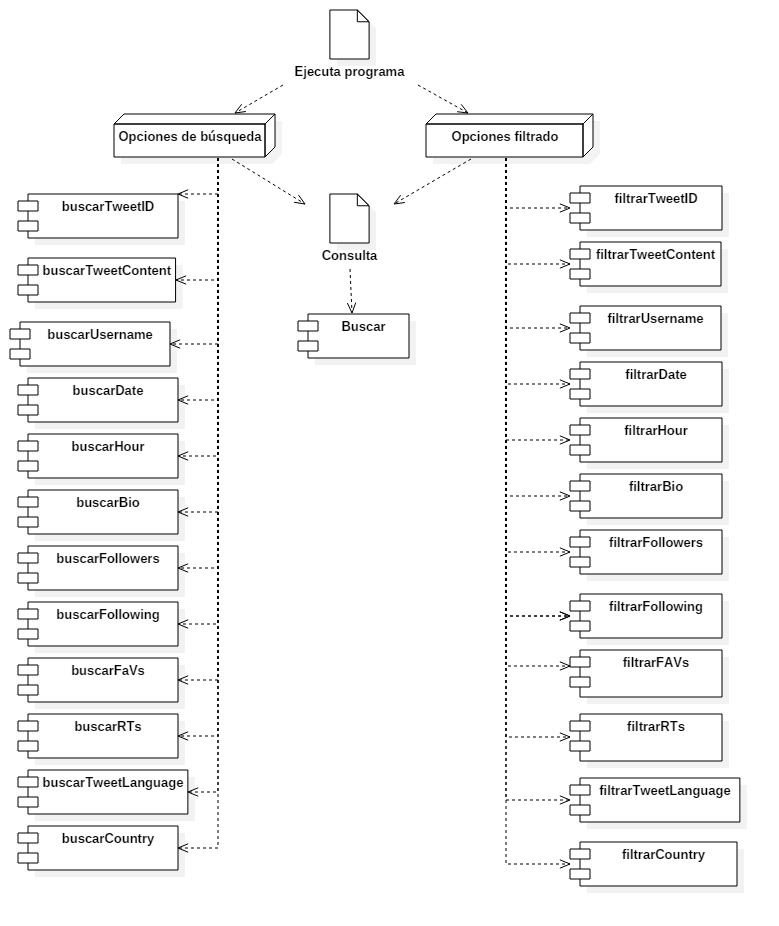 Ejecuta programa
Opciones de búsqueda
Opciones filtrado
buscarTweetID
buscarTweetContent
buscarUsername
buscarDate
buscarHour
buscarBio
buscarFollowers
buscarFollowing
buscarFaVs
buscarRTs
buscarTweetLanguage
buscarCountry
Consulta
Buscar
filtrarTweetID
filtrarTweetContent
filtrarUsername
filtrarDate
filtrarHour
filtrarBio
filtrarFollowers
filtrarFollowing
filtrarFAVs
filtrarRTs
filtrarTweetLanguage
filtrarCountry